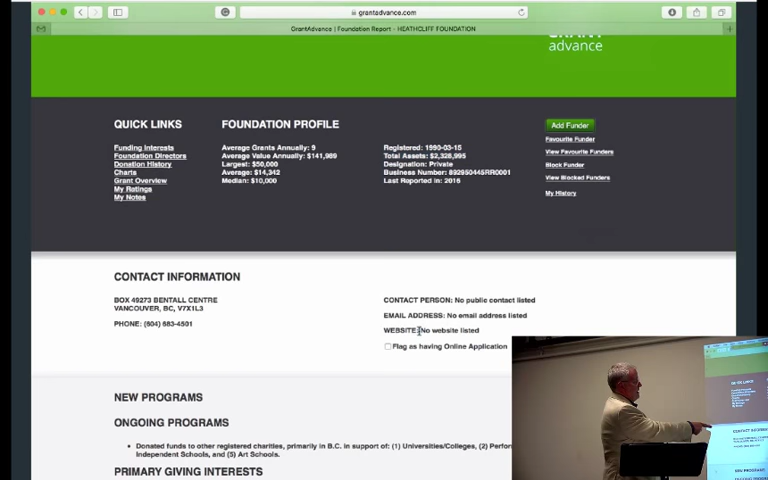 grantadvance.com
GrantAdvance | Foundation Report - HEATHCLIFF FOUNDATION
advance
QUICK LINKS
Funding Interests
Foundation Directors
Donation History
Charts
Grant Overview
My Ratings
My Notes
FOUNDATION PROFILE
Average Grants Annually: 9
Average Value Annually: $141,989
Largest: $50,000
Average: $14,342
Median: $10,000
Registered: 1990-03-15
Total Assets: $2,328,995
Designation: Private
Business Number: 892650445RR0001
Last Reported in: 2016
Add Funder
Favourite Funder
View Favourite Funders
Block Funder
View Blocked Funders
My History
CONTACT INFORMATION
BOX 49273 BENTALL CENTRE
VANCOUVER, BC, V7X1L3
PHONE: (604) 683-4501
CONTACT PERSON: No public contact listed
EMAIL ADDRESS: No email address listed
WEBSITE: No website listed
Flag as having Online Application
NEW PROGRAMS
ONGOING PROGRAMS
Donated funds to other registered charities, primarily in B.C. in support of: (1) Universities/Colleges, (2)
Independent Schools, and (5) Art Schools.
PRIMARY GIVING INTERESTS